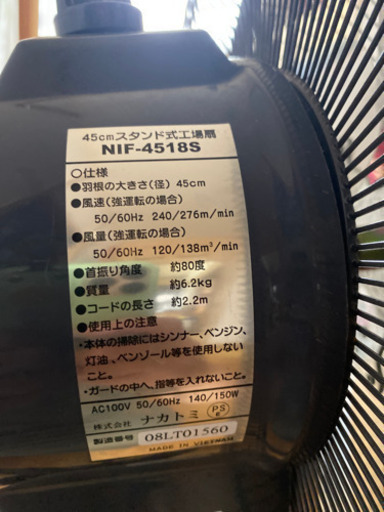 45cmスタンド式工場扇
NIF-4518S
○仕様
●羽根の大きさ(径) 45cm
●風速(強運転の場合)
50/60Hz 240/276m/min
●風量(強運転の場合)
50/60Hz 120/138m³/min
●首振り角度 約80度
●質量 約6.2kg
●コードの長さ 約2.2m
●使用上の注意
・本体の掃除にはシンナー、ベンジン、
灯油、ベンゾール等を使用しない
こと。
・ガードの中へ、指等を入れないこと。
AC100V 50/60Hz 140/150W
株式会社 ナカトミ PS E
製造番号 08LT01560
MADE IN VIETNAM